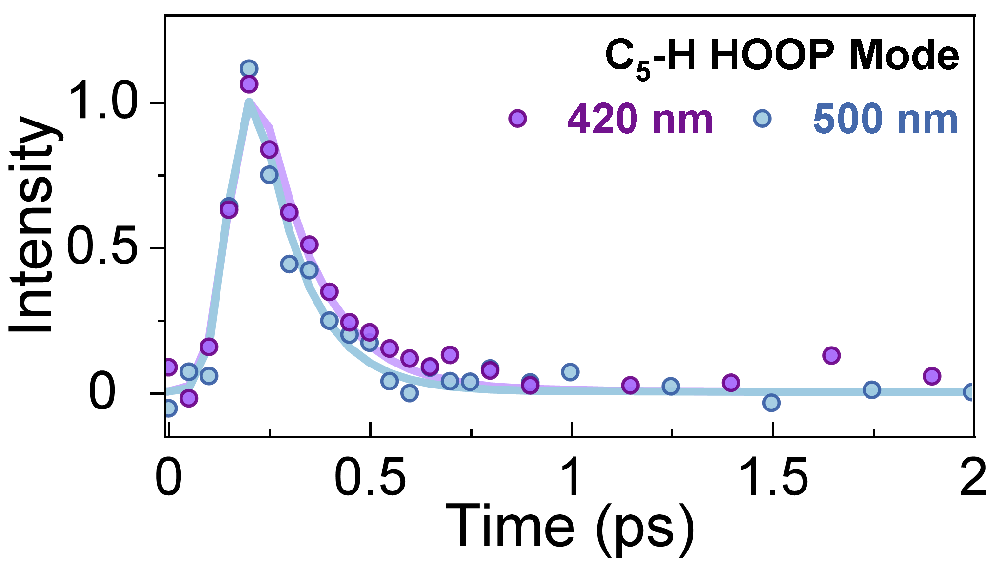 C₅-H HOOP Mode
420 nm 500 nm
Intensity
1.0
0.5
0
0 0.5 1 1.5 2
Time (ps)